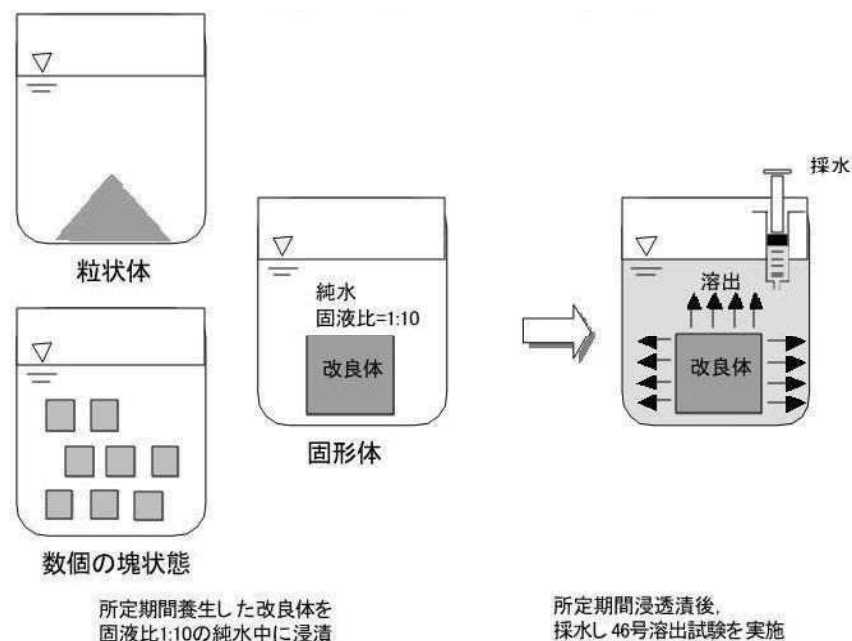 粒状体
数個の塊状態
純水
固液比=1:10
改良体
固形体
採水
溶出
改良体
所定期間養生した改良体を
固液比1:10の純水中に浸漬
所定期間浸透漬後,
採水し46号溶出試験を実施